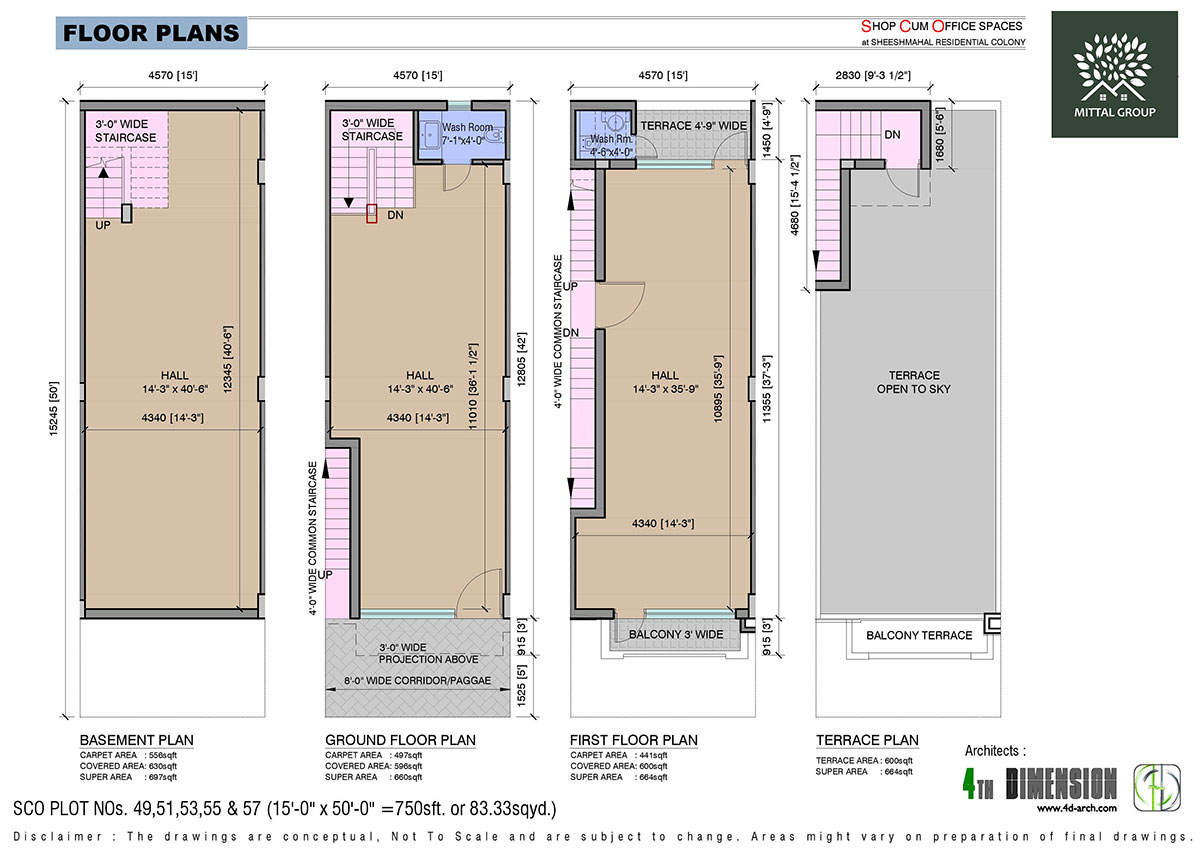 FLOOR PLANS
SHOP CUM OFFICE SPACES
at SHEESHMAHAL RESIDENTIAL COLONY
MITTAL GROUP
4570 [15']
3'-0" WIDE
STAIRCASE
UP
12345 [40'-6"]
HALL
14'-3" x 40'-6"
4340 [14'-3"]
15245 [50']
4570 [15']
3'-0" WIDE
STAIRCASE
Wash Room
7'-1"x4'-0"
DN
HALL
14'-3" x 40'-6"
4340 [14'-3"]
11010 [36'-1 1/2"]
12805 [42']
4'-0" WIDE COMMON STAIRCASE
UP
3'-0" WIDE
PROJECTION ABOVE
8'-0" WIDE CORRIDOR/PAGGAE
915 [3']
1525 [5']
4570 [15']
Wash Rm.
4'-6"x4'-0"
TERRACE 4'-9" WIDE
1450 [4'-9"]
4'-0" WIDE COMMON STAIRCASE
UP
DN
HALL
14'-3" x 35'-9"
10895 [35'-9"]
11355 [37'-3"]
4340 [14'-3"]
BALCONY 3' WIDE
915 [3']
2830 [9'-3 1/2"]
DN
1680 [5'-6"]
4680 [15'-4 1/2"]
TERRACE
OPEN TO SKY
BALCONY TERRACE
BASEMENT PLAN
CARPET AREA : 556sqft
COVERED AREA: 630sqft
SUPER AREA : 697sqft
GROUND FLOOR PLAN
CARPET AREA : 497sqft
COVERED AREA: 596sqft
SUPER AREA : 660sqft
FIRST FLOOR PLAN
CARPET AREA : 441sqft
COVERED AREA: 600sqft
SUPER AREA : 664sqft
TERRACE PLAN
TERRACE AREA : 600sqft
SUPER AREA : 664sqft
Architects :
4TH DIMENSION
www.4d-arch.com
SCO PLOT NOs. 49,51,53,55 & 57 (15'-0" x 50'-0" =750sft. or 83.33sqyd.)
Disclaimer : The drawings are conceptual, Not To Scale and are subject to change. Areas might vary on preparation of final drawings.